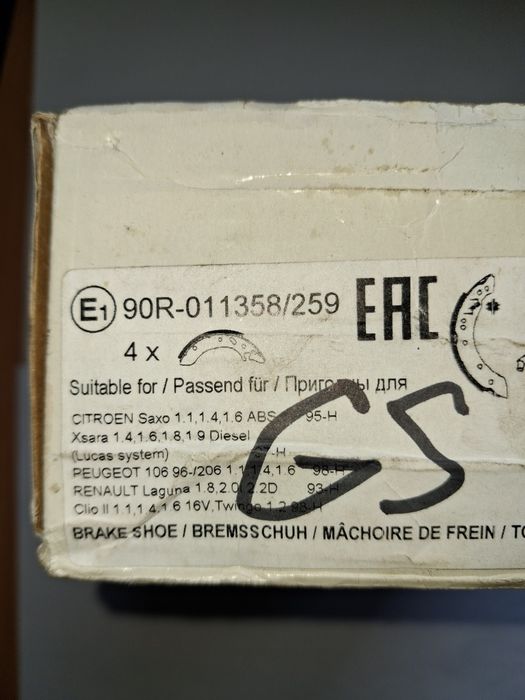 E1 90R-011358/259 EAC
4 x
Suitable for / Passend für / Пригодны для
CITROEN Saxo 1.1,1.4,1.6 ABS 95-H
Xsara 1.4,1.6,1.8,1.9 Diesel
(Lucas system) -H
PEUGEOT 106 96-/206 1.1,1.4,1.6 98-H
RENAULT Laguna 1.8,2.0, 2.2D 93-H
Clio II 1.1,1.4,1.6 16V,Twingo 1.2 98-H
GS
BRAKE SHOE / BREMSSCHUH / MÂCHOIRE DE FREIN /